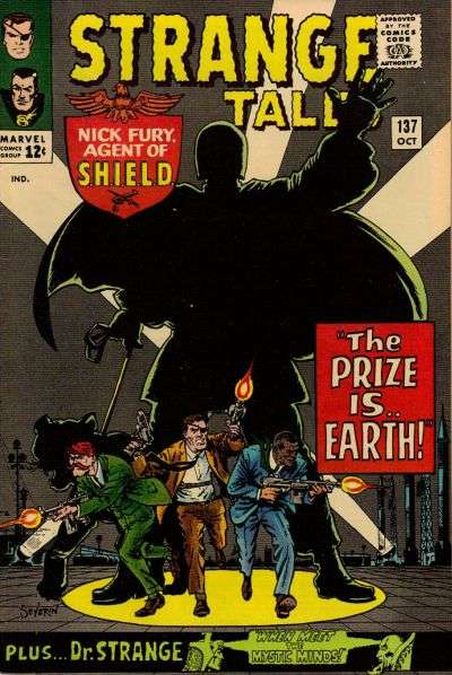 STRANGE
TALES
APPROVED
BY THE
COMICS
CODE
AUTHORITY
MARVEL
COMICS
GROUP
12¢
IND.
137
OCT
NICK FURY,
AGENT OF
SHIELD
"The
PRIZE
IS..
EARTH!"
SEVERIN
PLUS... DR. STRANGE
"WHEN MEET
THE
MYSTIC MINDS!"